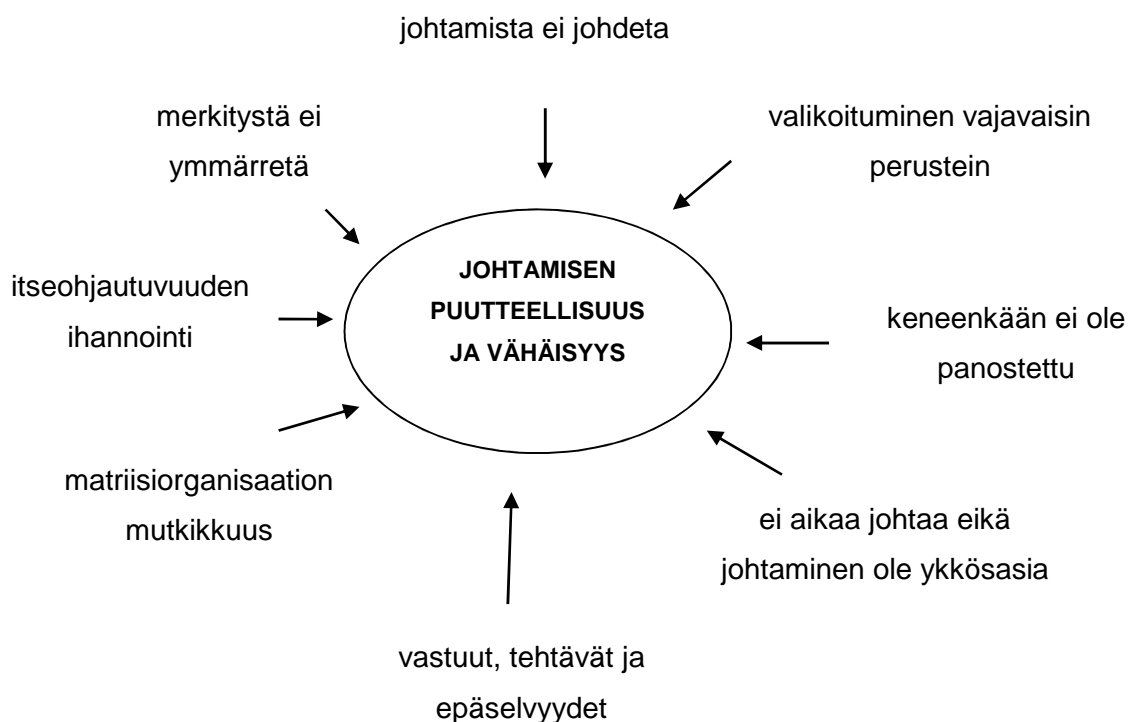 johtamista ei johdeta
merkitystä ei
ymmärretä
valikoituminen vajavaisin
perustein
JOHTAMISEN
PUUTTEELLISUUS
JA VÄHÄISYYS
itseohjautuvuuden
ihannointi
keneenkään ei ole
panostettu
matriisiorganisaation
mutkikkuus
ei aikaa johtaa eikä
johtaminen ole ykkösasia
vastuut, tehtävät ja
epäselvyydet